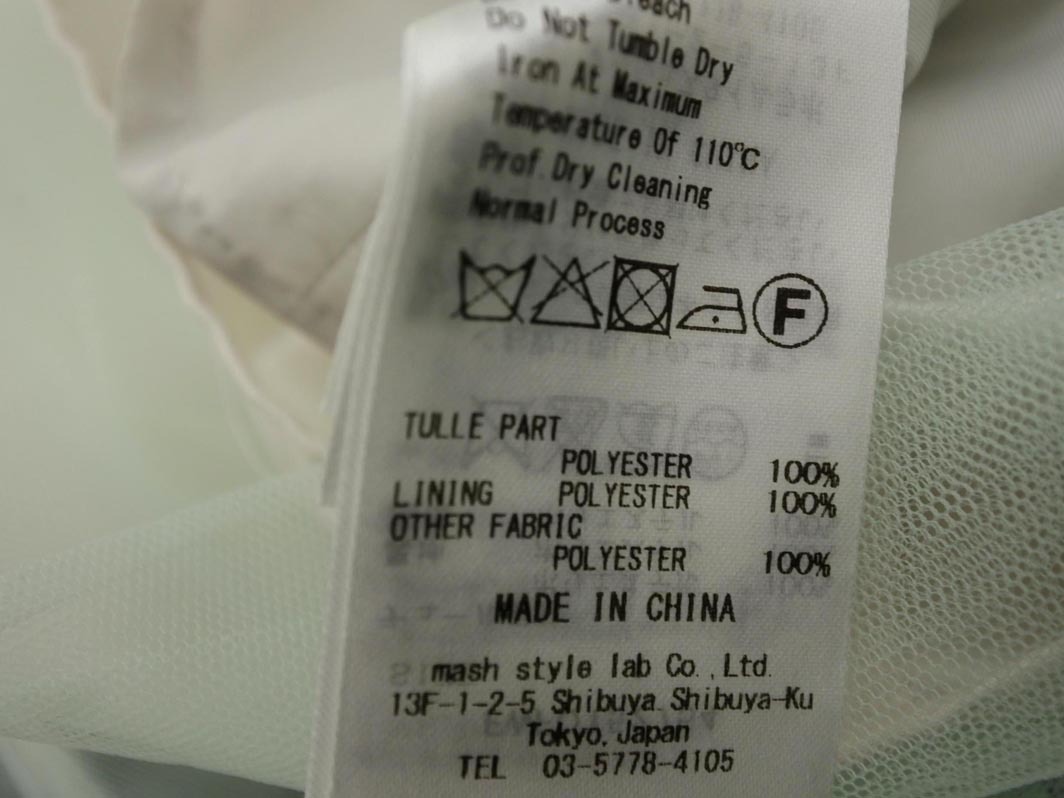 Do Not Tumble Dry
Iron At Maximum
Temperature Of 110℃
Prof.Dry Cleaning
Normal Process
F
TULLE PART
POLYESTER 100%
LINING POLYESTER 100%
OTHER FABRIC
POLYESTER 100%
MADE IN CHINA
mash style lab Co.,Ltd.
13F-1-2-5 Shibuya Shibuya-Ku
Tokyo, Japan
TEL 03-5778-4105